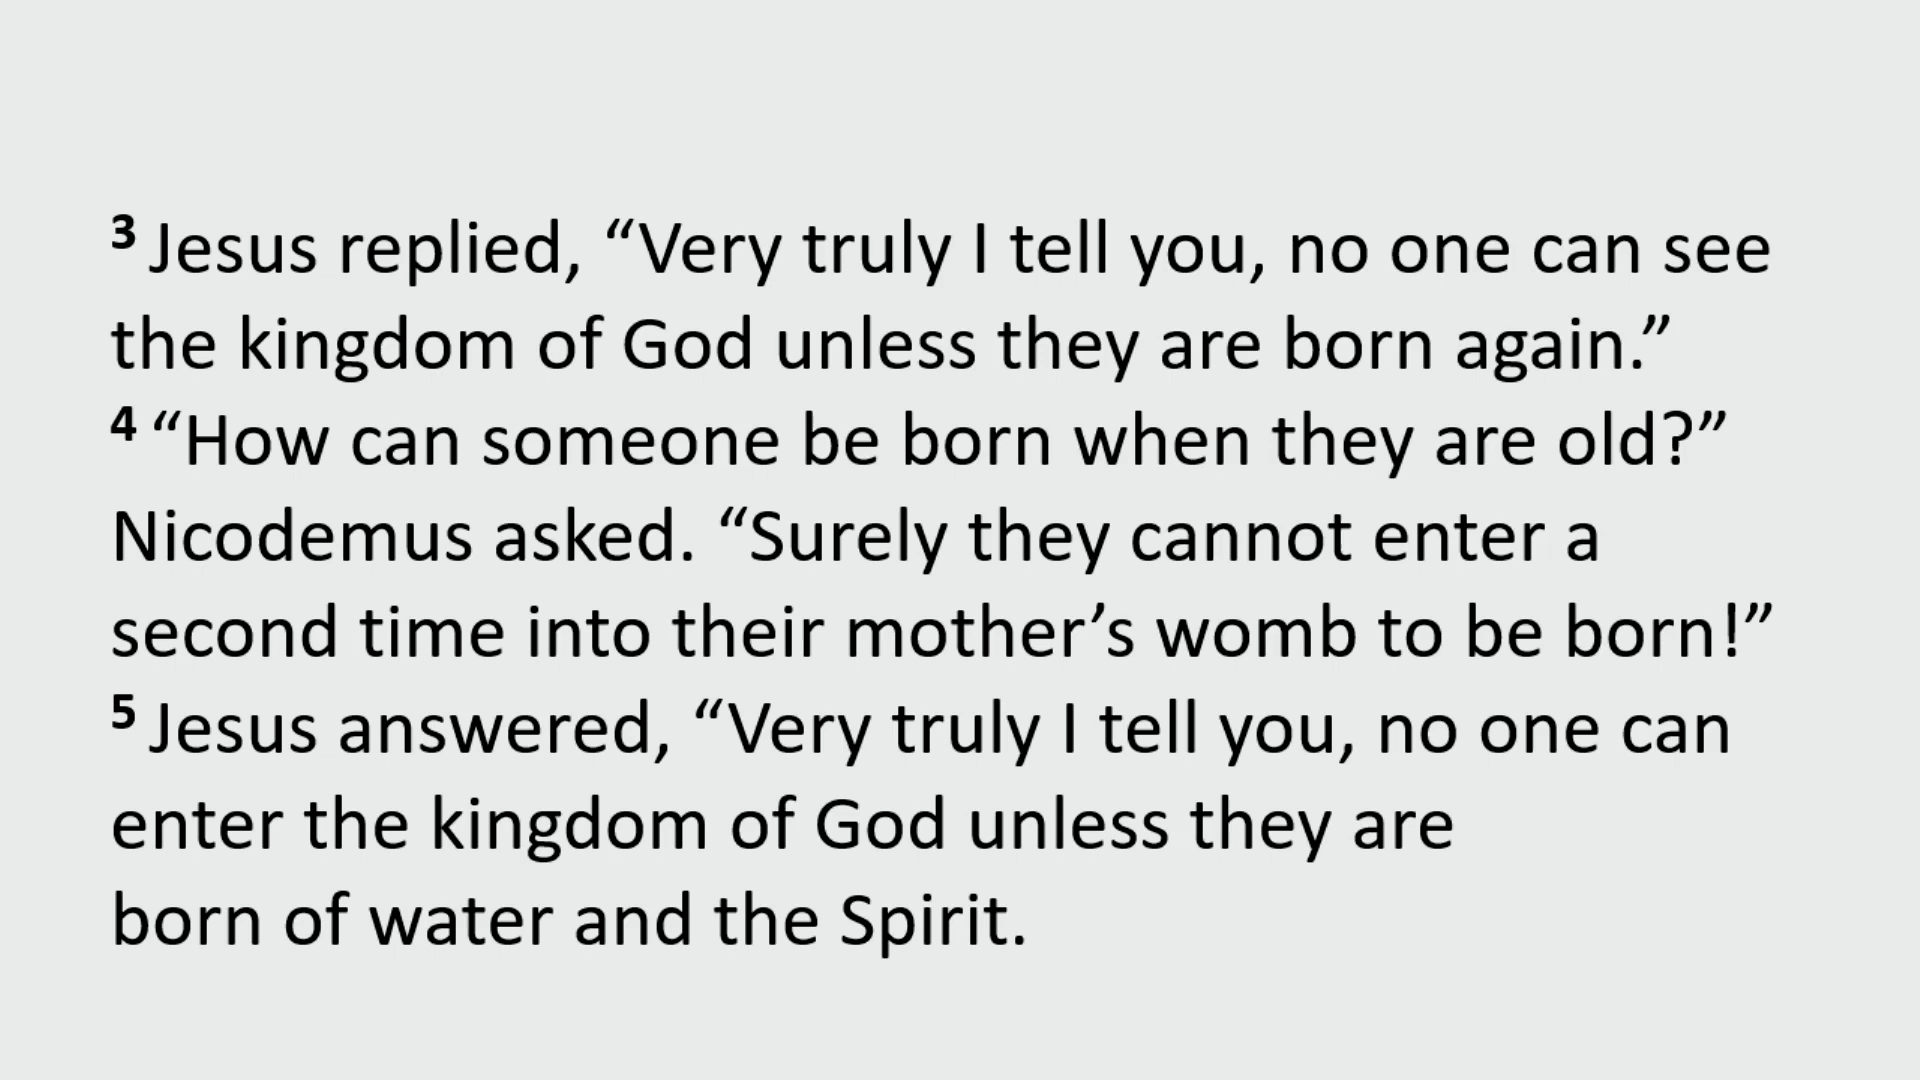 3 Jesus replied, “Very truly I tell you, no one can see
the kingdom of God unless they are born again.”
4 “How can someone be born when they are old?”
Nicodemus asked. “Surely they cannot enter a
second time into their mother’s womb to be born!”
5 Jesus answered, “Very truly I tell you, no one can
enter the kingdom of God unless they are
born of water and the Spirit.